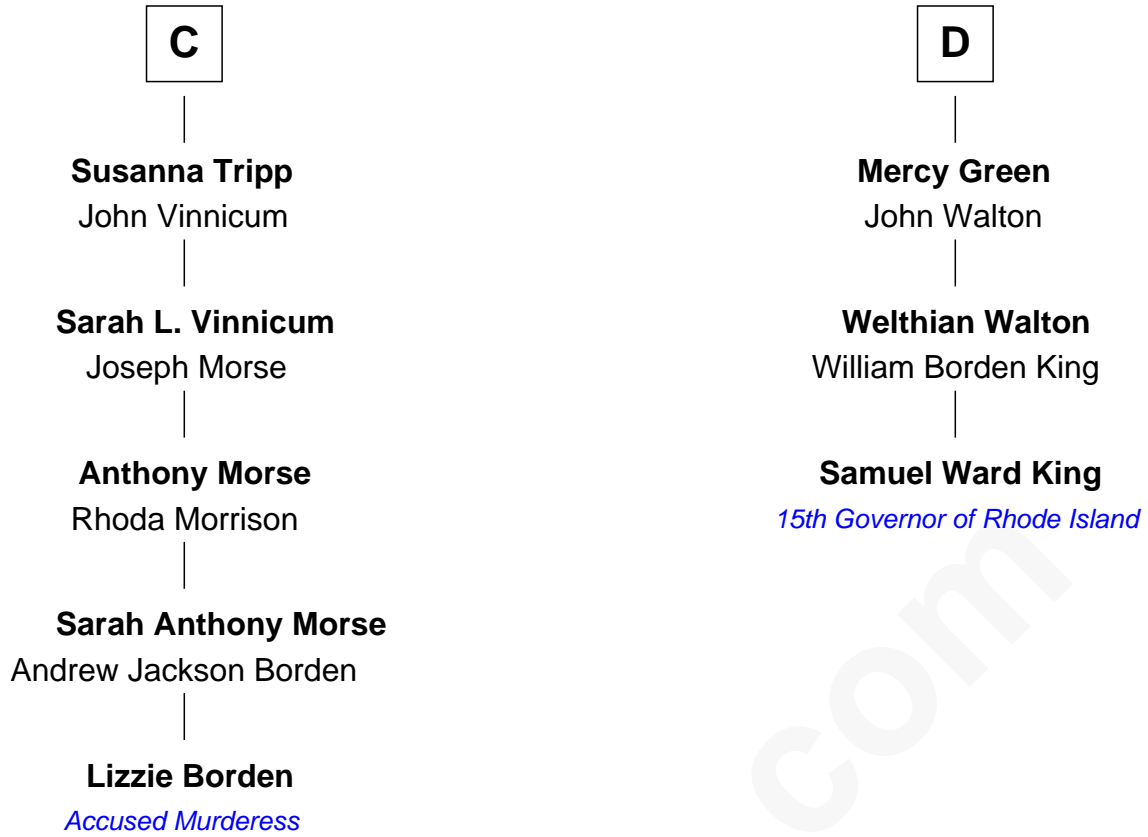 C
Susanna Tripp
John Vinnicum
Sarah L. Vinnicum
Joseph Morse
Anthony Morse
Rhoda Morrison
Sarah Anthony Morse
Andrew Jackson Borden
Lizzie Borden
Accused Murderess
D
Mercy Green
John Walton
Welthian Walton
William Borden King
Samuel Ward King
15th Governor of Rhode Island
com